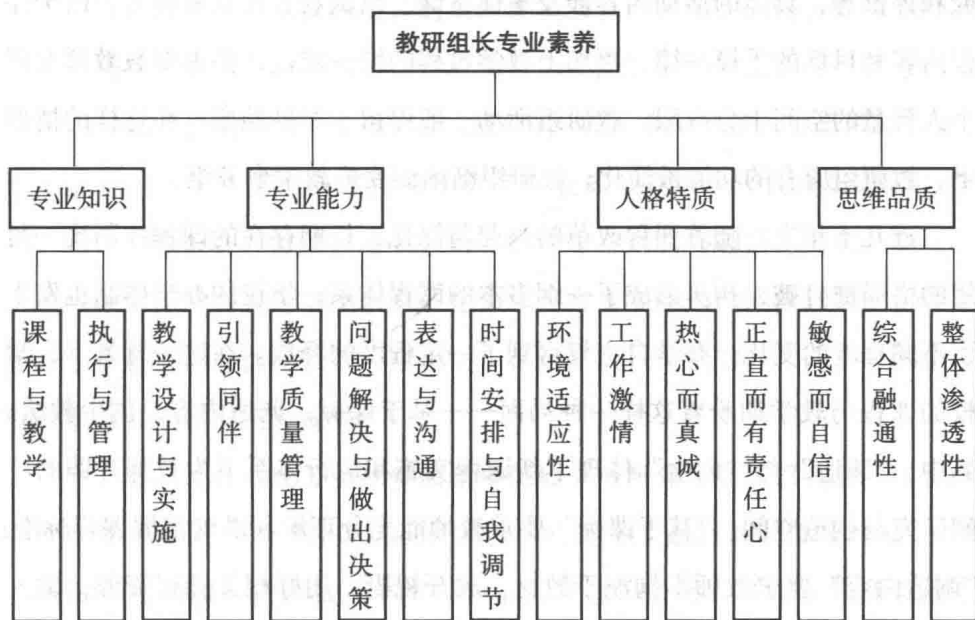 教研组长专业素养
专业知识
专业能力
人格特质
思维品质
课程与教学
执行与管理
教学设计与实施
引领同伴
教学质量管理
问题解决与做出决策
表达与沟通
时间安排与自我调节
环境适应性
工作激情
热心而真诚
正直而有责任心
敏感而自信
综合融通性
整体渗透性